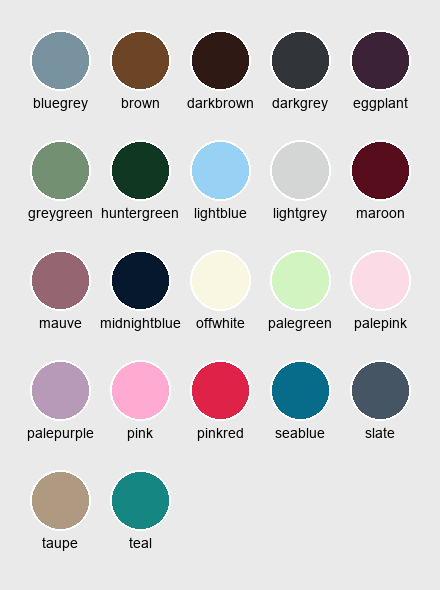 bluegrey brown darkbrown darkgrey eggplant
greygreen huntergreen lightblue lightgrey maroon
mauve midnightblue offwhite palegreen palepink
palepurple pink pinkred seablue slate
taupe teal